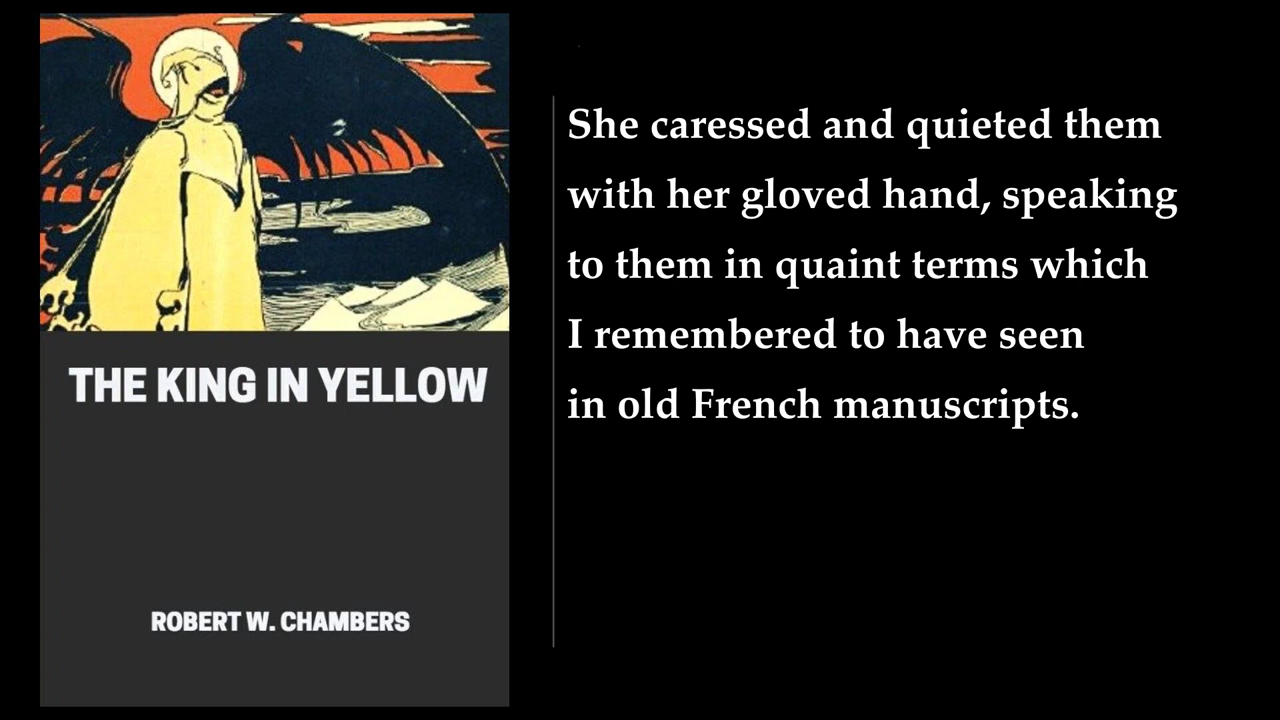 THE KING IN YELLOW
ROBERT W. CHAMBERS
She caressed and quieted them
with her gloved hand, speaking
to them in quaint terms which
I remembered to have seen
in old French manuscripts.